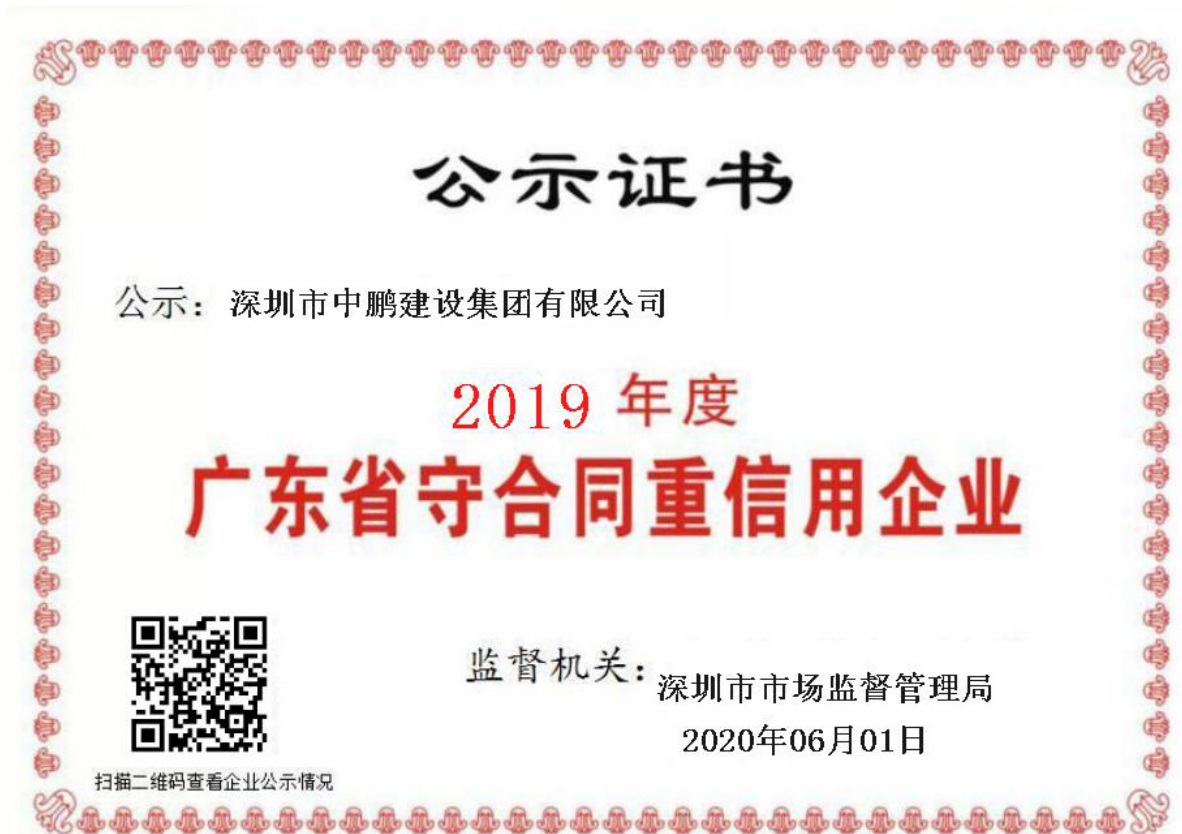 公示证书
公示：深圳市中鹏建设集团有限公司
2019 年度
广东省守合同重信用企业
监督机关：深圳市市场监督管理局
2020年06月01日
扫描二维码查看企业公示情况